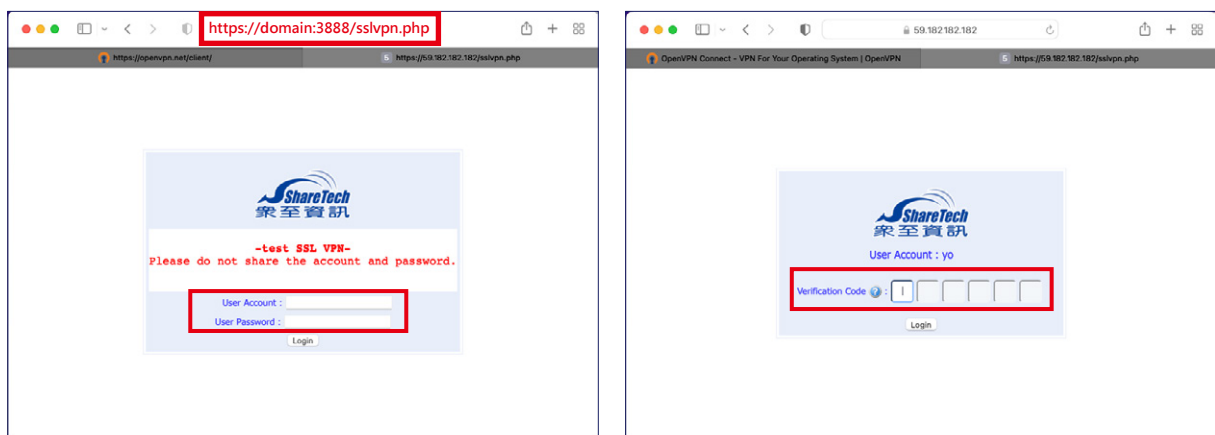 https://domain:3888/sslvpn.php
https://openvpn.net/client/
S https://59.182.182.182/sslvpn.php
ShareTech
眾至資訊
-test SSL VPN-
Please do not share the account and password.
User Account :
User Password :
Login
59.182.182.182
OpenVPN Connect - VPN For Your Operating System | OpenVPN
S https://59.182.182.182/sslvpn.php
ShareTech
眾至資訊
User Account : yo
Verification Code ? :
Login